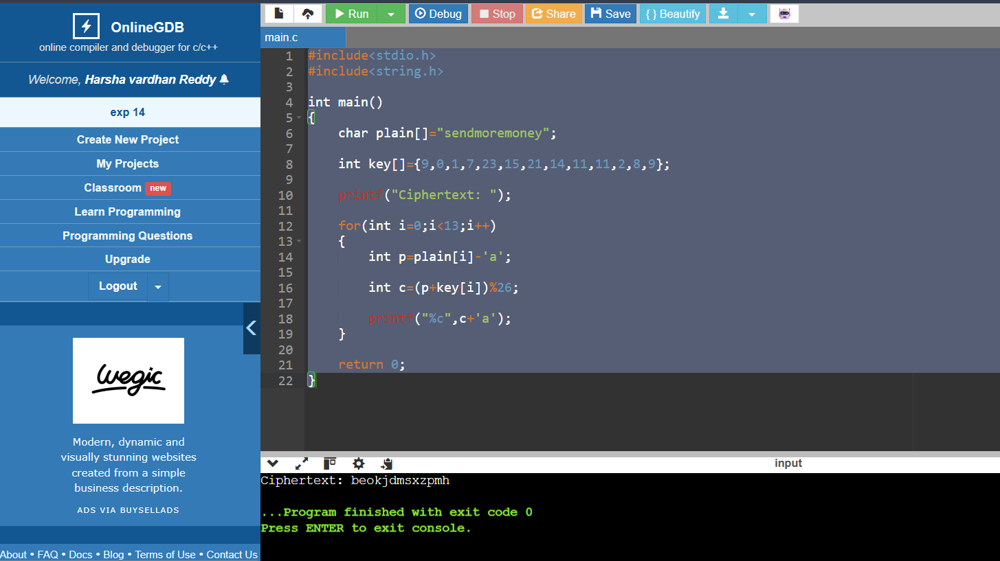 OnlineGDB
online compiler and debugger for c/c++
Welcome, Harsha vardhan Reddy
exp 14
Create New Project
My Projects
Classroom new
Learn Programming
Programming Questions
Upgrade
Logout
wegic
Modern, dynamic and
visually stunning websites
created from a simple
business description.
ADS VIA BUYSELLADS
About • FAQ • Docs • Blog • Terms of Use • Contact Us
Run Debug Stop Share Save { } Beautify
main.c
1 #include<stdio.h>
2 #include<string.h>
3
4 int main()
5 {
6     char plain[]="sendmoremoney";
7
8     int key[]={9,0,1,7,23,15,21,14,11,11,2,8,9};
9
10     printf("Ciphertext: ");
11
12     for(int i=0;i<13;i++)
13     {
14         int p=plain[i]-'a';
15
16         int c=(p+key[i])%26;
17
18         printf("%c",c+'a');
19     }
20
21     return 0;
22 }
input
Ciphertext: beokjdmsxzpmh
...Program finished with exit code 0
Press ENTER to exit console.